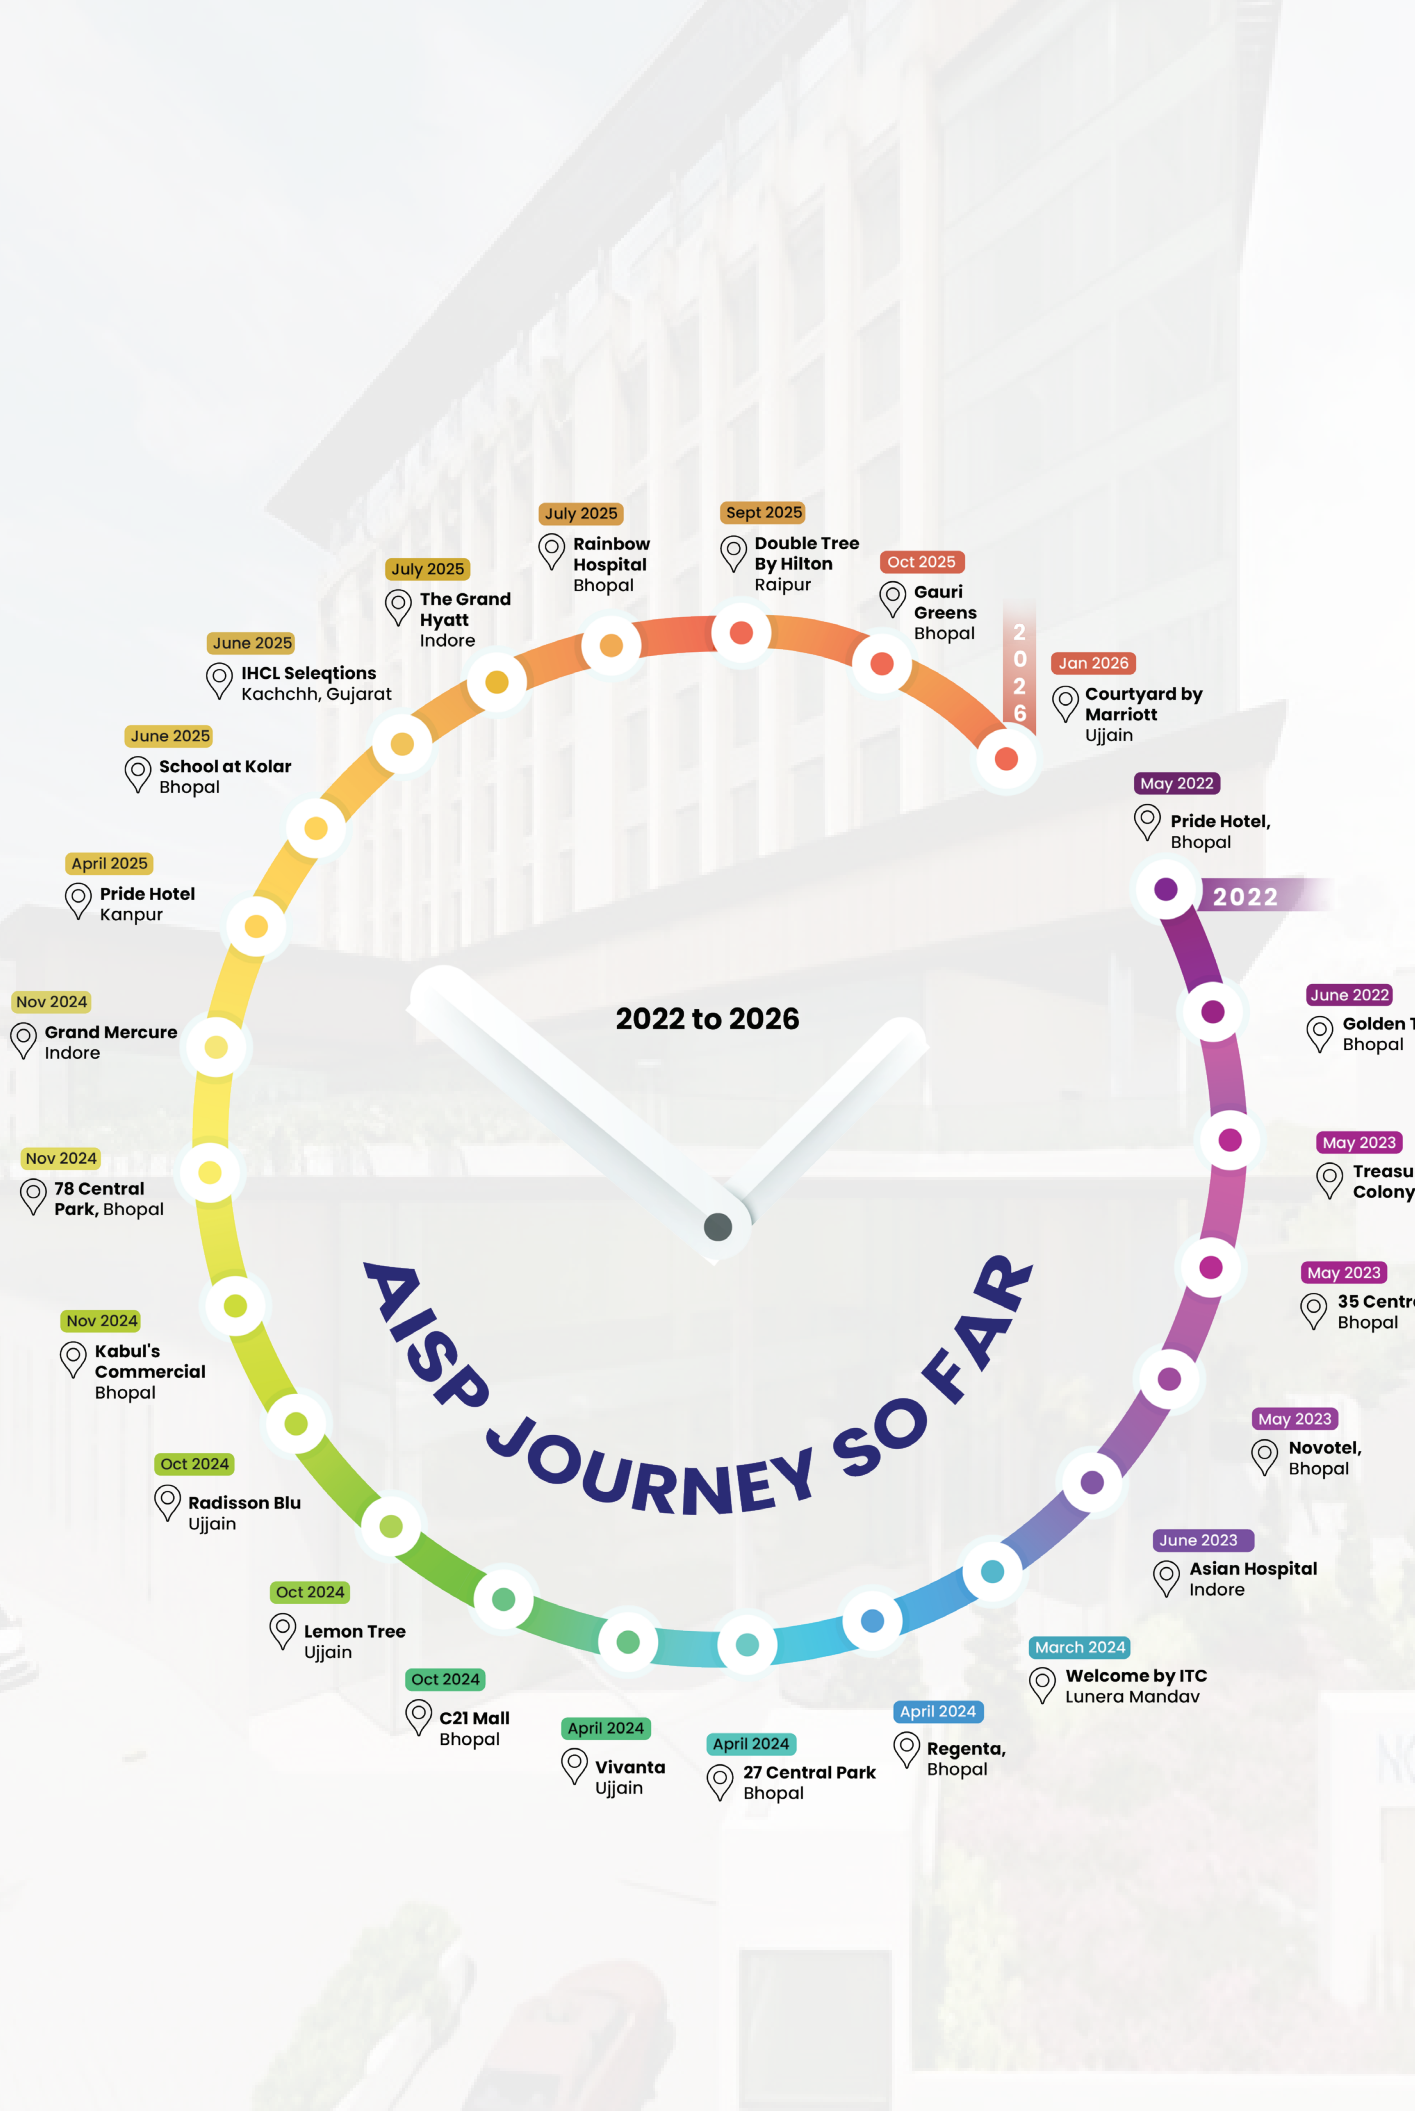 2022 to 2026
AISP JOURNEY SO FAR
2022
May 2022
Pride Hotel,
Bhopal
June 2022
Golden
Bhopal
May 2023
Colony
May 2023
35
Bhopal
May 2023
Novotel,
Bhopal
June 2023
Asian Hospital
Indore
March 2024
Welcome by ITC
Lunera Mandav
April 2024
Regenta,
Bhopal
April 2024
27 Central Park
Bhopal
April 2024
Vivanta
Ujjain
Oct 2024
C21 Mall
Bhopal
Oct 2024
Lemon Tree
Ujjain
Oct 2024
Radisson Blu
Ujjain
Nov 2024
Kabul's
Commercial
Bhopal
Nov 2024
78 Central
Park, Bhopal
Nov 2024
Grand Mercure
Indore
April 2025
Pride Hotel
Kanpur
June 2025
School at Kolar
Bhopal
June 2025
IHCL Seleqtions
Kachchh, Gujarat
July 2025
The Grand
Hyatt
Indore
July 2025
Rainbow
Hospital
Bhopal
Sept 2025
Double Tree
By Hilton
Raipur
Oct 2025
Gauri
Greens
Bhopal
2026
Jan 2026
Courtyard by
Marriott
Ujjain